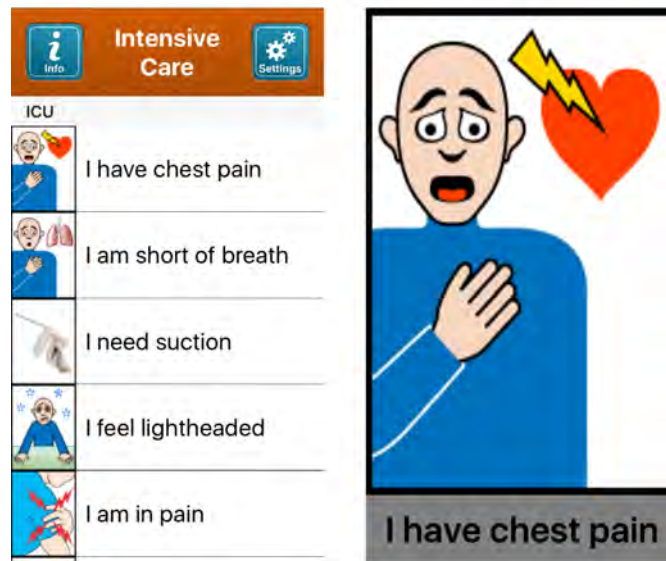 Intensive
Care
Info
Settings
ICU
I have chest pain
I am short of breath
I need suction
I feel lightheaded
I am in pain
I have chest pain